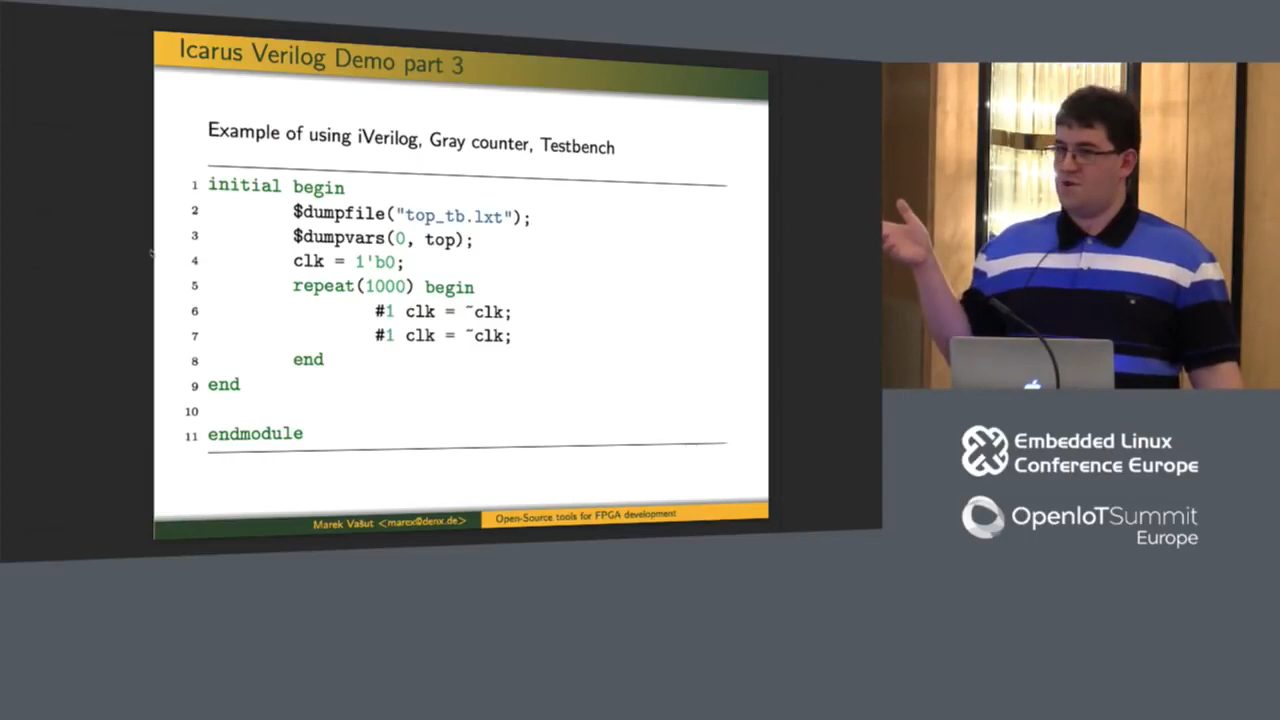 Icarus Verilog Demo part 3
Example of using iVerilog, Gray counter, Testbench
1 initial begin
2 $dumpfile("top_tb.lxt");
3 $dumpvars(0, top);
4 clk = 1'b0;
5 repeat(1000) begin
6 #1 clk = ~clk;
7 #1 clk = ~clk;
8 end
9 end
10
11 endmodule
Marek Vašut <marex@denx.de>
Open-Source tools for FPGA development
Embedded Linux
Conference Europe
OpenIoTSummit
Europe